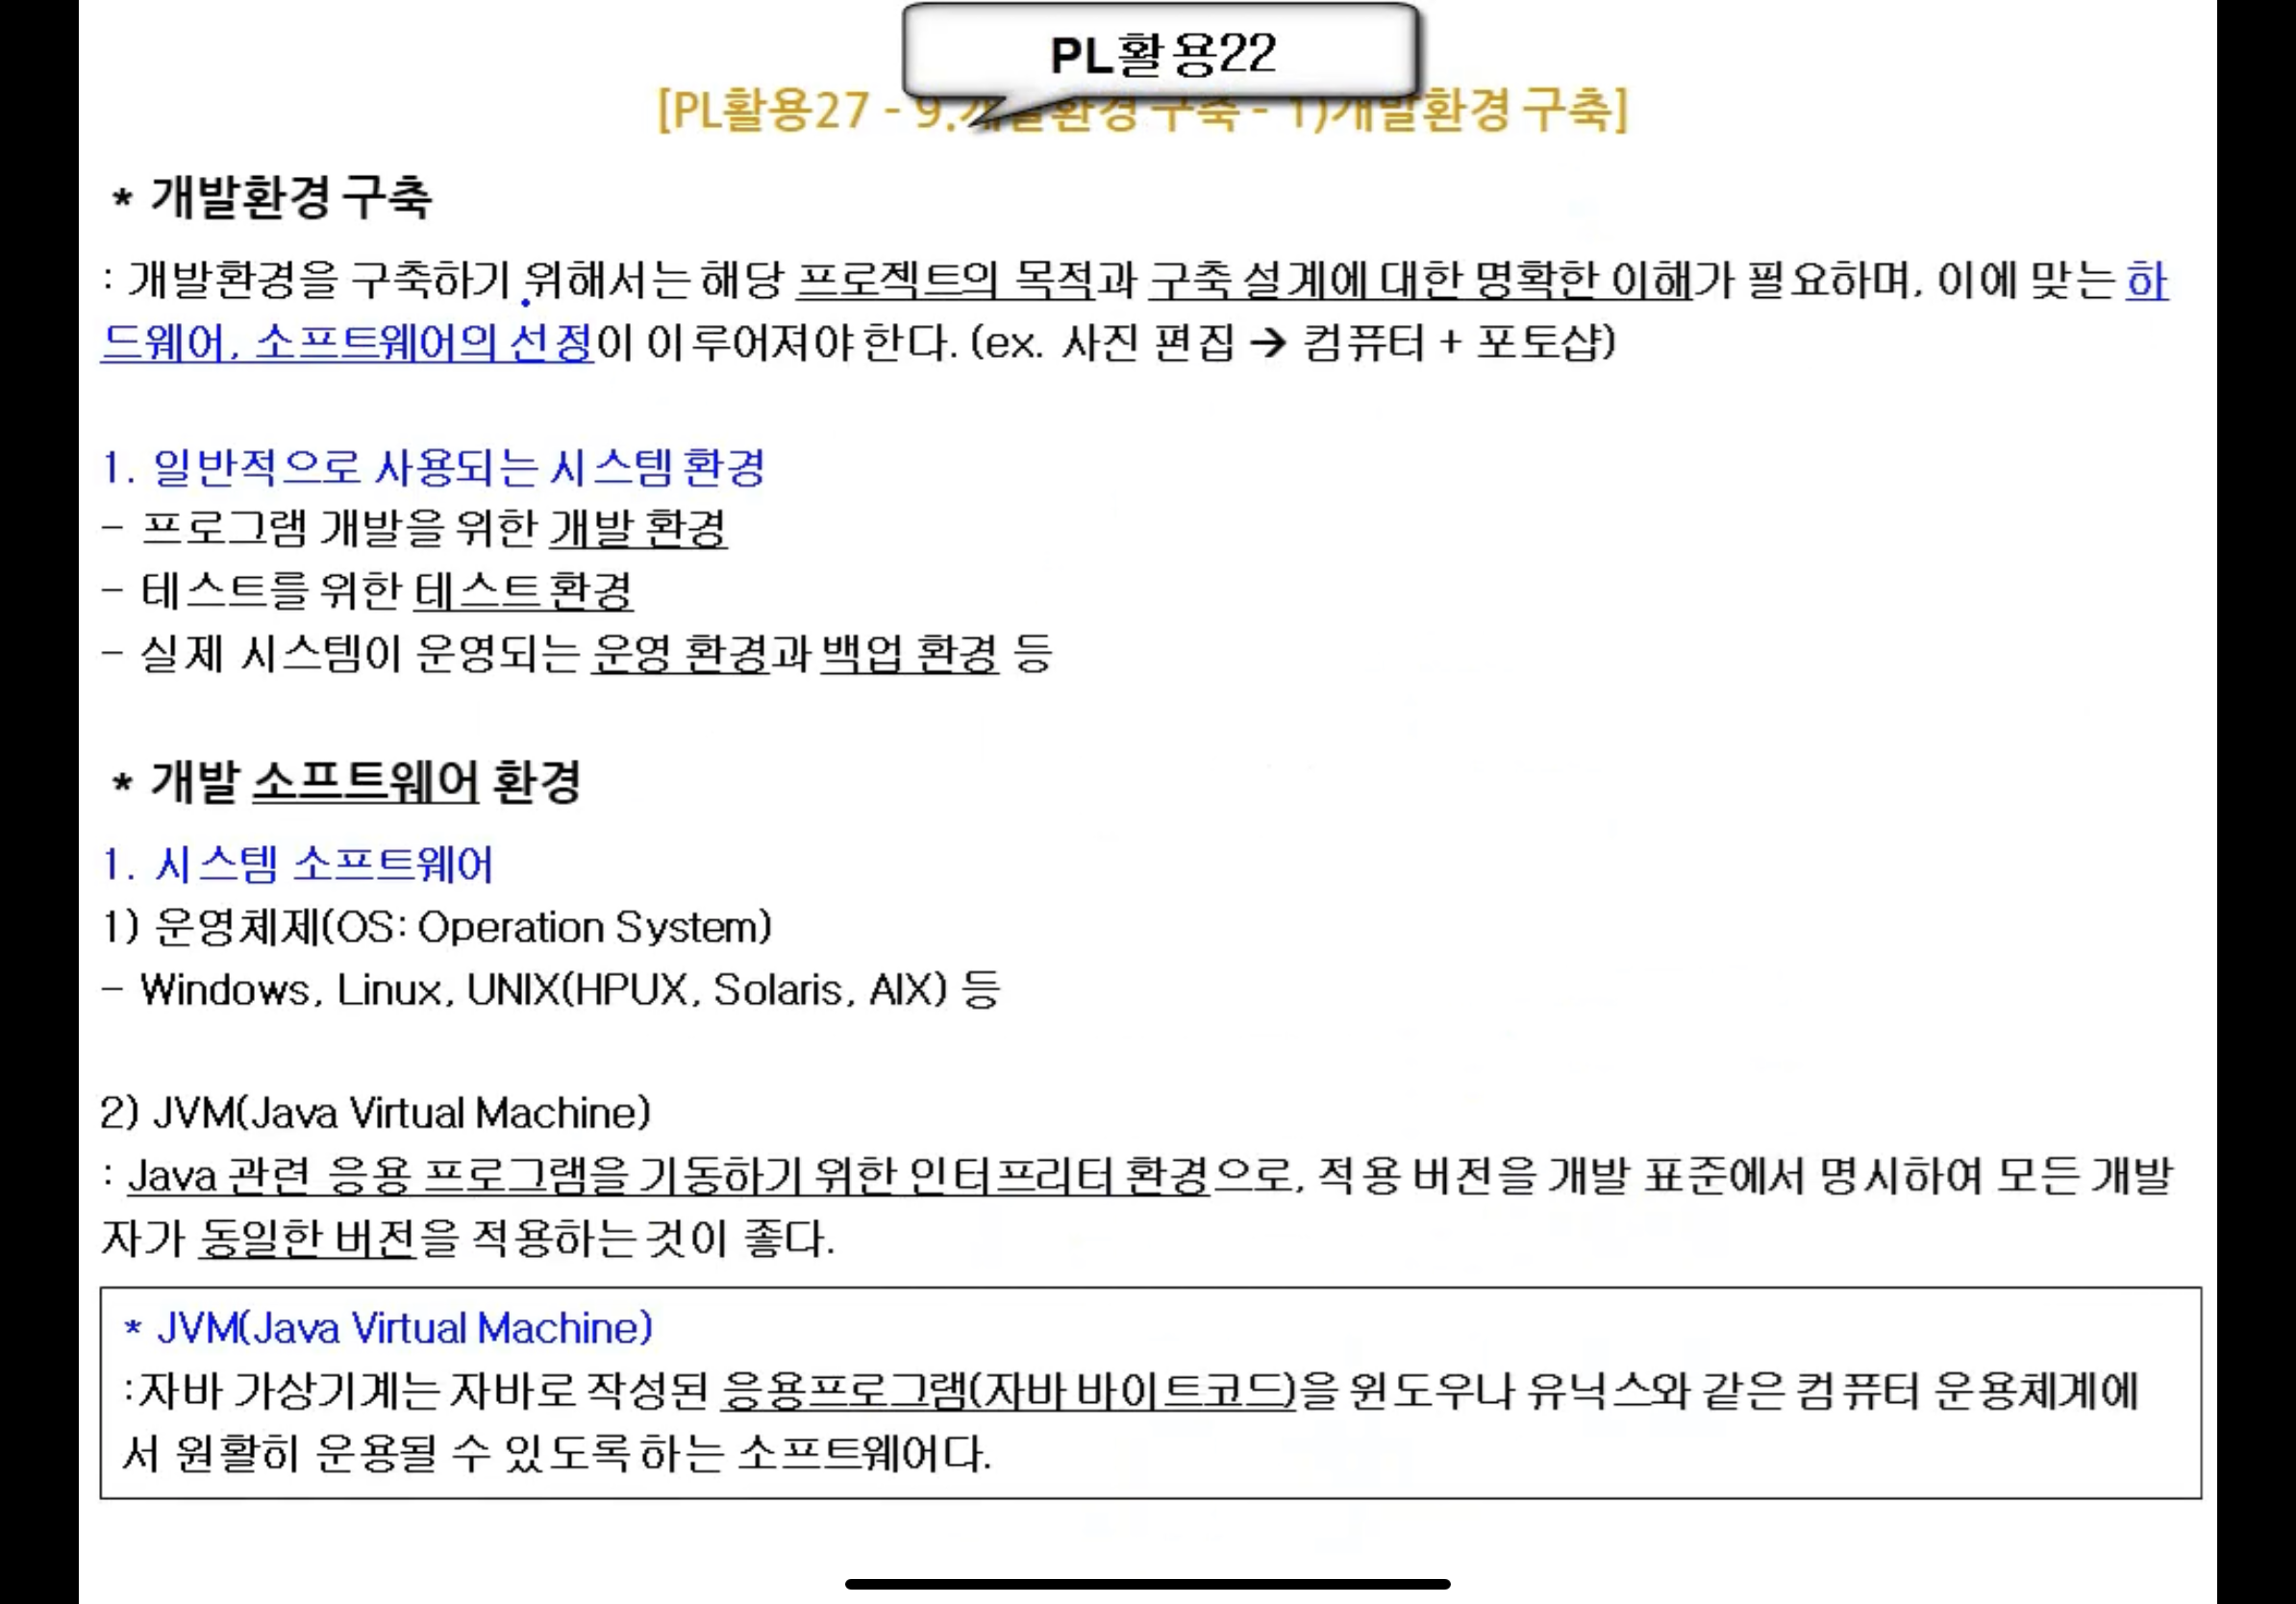 PL활용22
[PL활용27 - 9.개발환경 구축 - 1)개발환경 구축]
* 개발환경 구축
: 개발환경을 구축하기 위해서는 해당 프로젝트의 목적과 구축 설계에 대한 명확한 이해가 필요하며, 이에 맞는 하
드웨어, 소프트웨어의 선정이 이루어져야 한다. (ex. 사진 편집 → 컴퓨터 + 포토샵)
1. 일반적으로 사용되는 시스템 환경
- 프로그램 개발을 위한 개발 환경
- 테스트를 위한 테스트 환경
- 실제 시스템이 운영되는 운영 환경과 백업 환경 등
* 개발 소프트웨어 환경
1. 시스템 소프트웨어
1) 운영체제(OS: Operation System)
- Windows, Linux, UNIX(HPUX, Solaris, AIX) 등
2) JVM(Java Virtual Machine)
: Java 관련 응용 프로그램을 기동하기 위한 인터프리터 환경으로, 적용 버전을 개발 표준에서 명시하여 모든 개발
자가 동일한 버전을 적용하는것이 좋다.
* JVM(Java Virtual Machine)
:자바 가상기계는 자바로 작성된 응용프로그램(자바 바이트코드)을 윈도우나 유닉스와 같은 컴퓨터 운용체계에
서 원활히 운용될 수 있도록 하는 소프트웨어다.